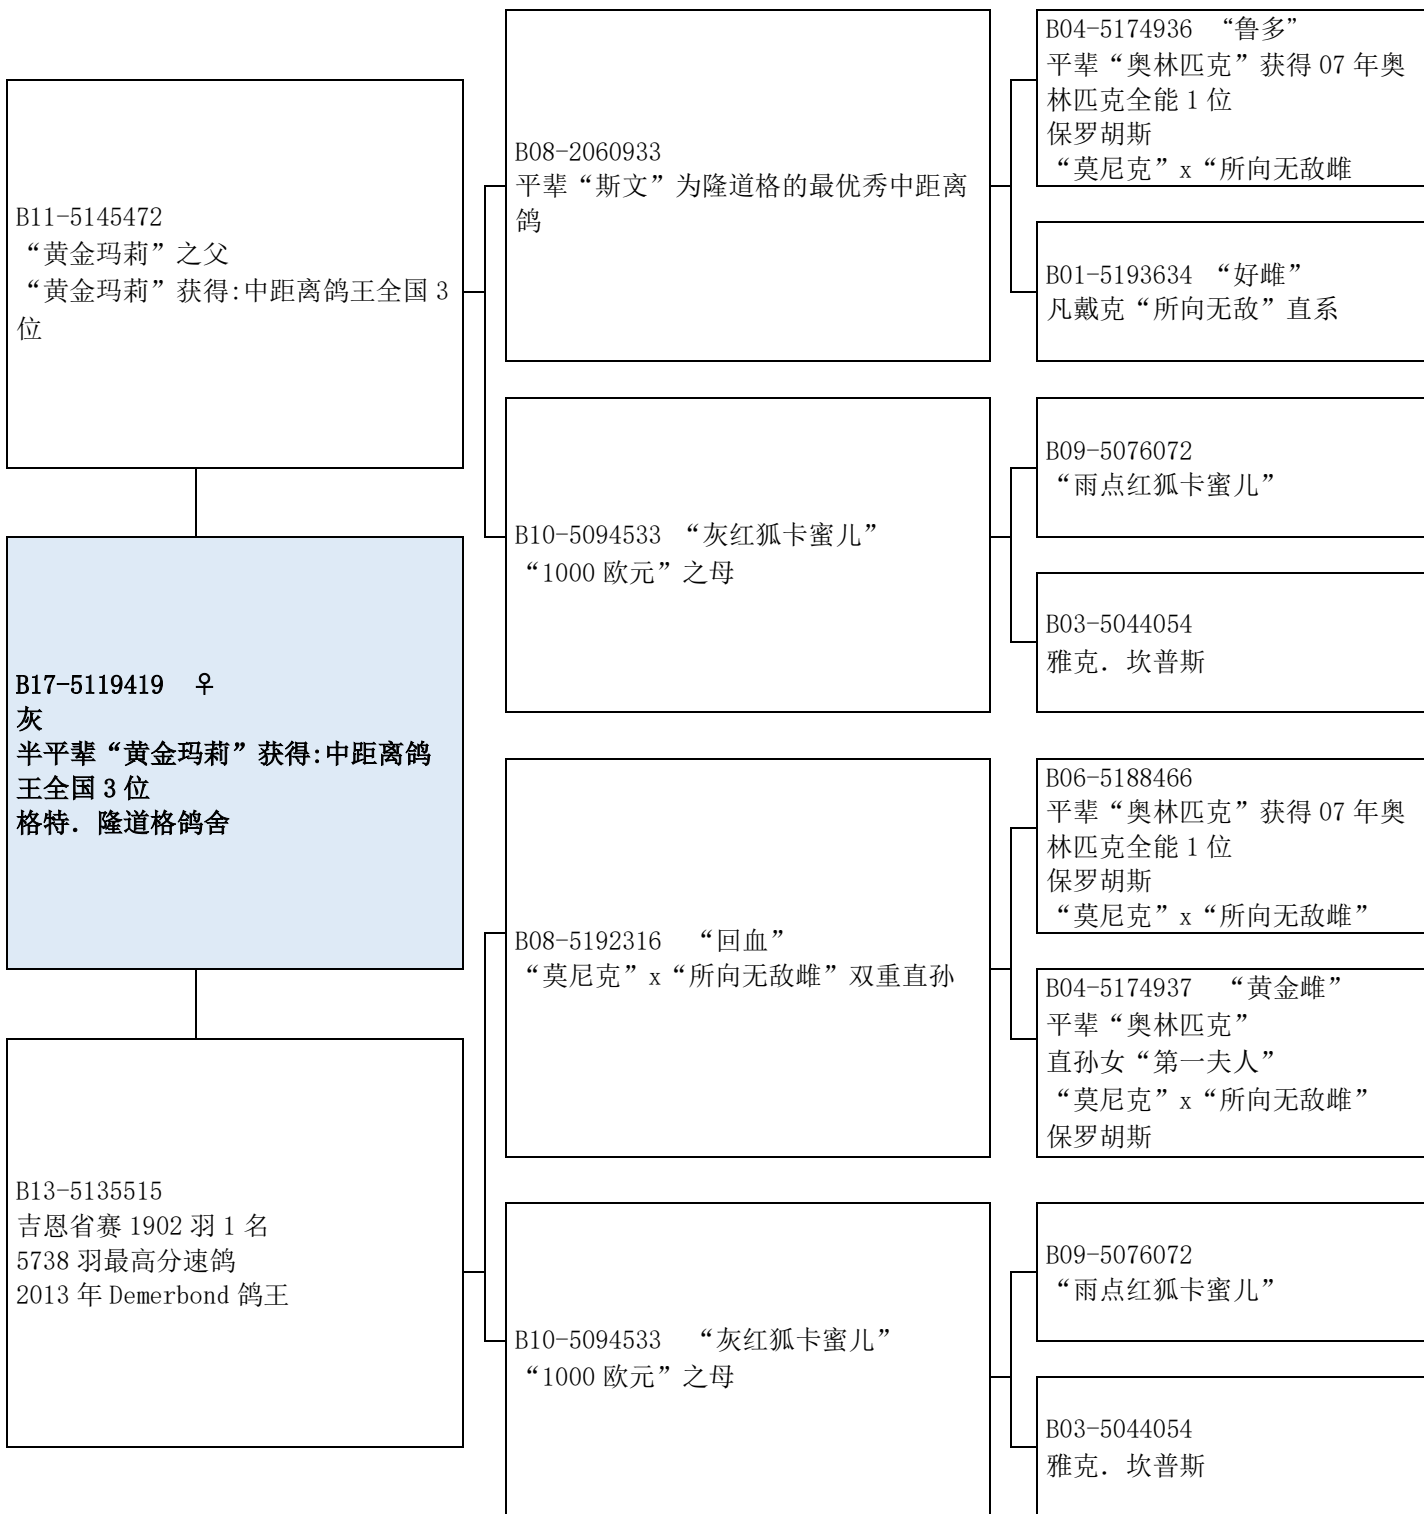 B11-5145472
“黄金玛莉”之父
“黄金玛莉”获得:中距离鸽王全国 3
位
B17-5119419 ♀
灰
半平辈“黄金玛莉”获得:中距离鸽
王全国 3 位
格特．隆道格鸽舍
B13-5135515
吉恩省赛 1902 羽 1 名
5738 羽最高分速鸽
2013 年 Demerbond 鸽王
B08-2060933
平辈“斯文”为隆道格的最优秀中距离
鸽
B10-5094533 “灰红狐卡蜜儿”
“1000 欧元”之母
B08-5192316 “回血”
“莫尼克”x“所向无敌雌”双重直孙
B10-5094533 “灰红狐卡蜜儿”
“1000 欧元”之母
B04-5174936 “鲁多”
平辈“奥林匹克”获得 07 年奥
林匹克全能 1 位
保罗胡斯
“莫尼克”x“所向无敌雌
B01-5193634 “好雌”
凡戴克“所向无敌”直系
B09-5076072
“雨点红狐卡蜜儿”
B03-5044054
雅克．坎普斯
B06-5188466
平辈“奥林匹克”获得 07 年奥
林匹克全能 1 位
保罗胡斯
“莫尼克”x“所向无敌雌”
B04-5174937 “黄金雌”
平辈“奥林匹克”
直孙女“第一夫人”
“莫尼克”x“所向无敌雌”
保罗胡斯
B09-5076072
“雨点红狐卡蜜儿”
B03-5044054
雅克．坎普斯